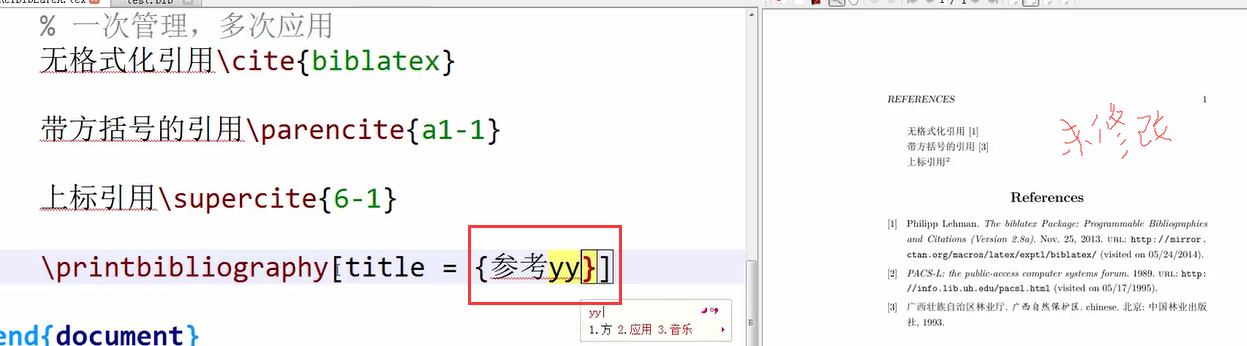 test.bib
% 一次管理，多次应用
无格式化引用\cite{biblatex}
带方括号的引用\parencite{a1-1}
上标引用\supercite{6-1}
\printbibliography[title = {参考yy}]
yy
1.方 2.应用 3.音乐
end{document}
1 / 1
REFERENCES 1
无格式化引用 [1]
带方括号的引用 [3]
上标引用2
未修改
References
[1] Philipp Lehman. The biblatex Package: Programmable Bibliographies
and Citations (Version 2.8a). Nov. 25, 2013. URL: http://mirror.
ctan.org/macros/latex/exptl/biblatex/ (visited on 05/24/2014).
[2] PACS-L: the public-access computer systems forum. 1989. URL: http:
//info.lib.uh.edu/pacsl.html (visited on 05/17/1995).
[3] 广西壮族自治区林业厅. 广西自然保护区. chinese. 北京: 中国林业出版
社, 1993.